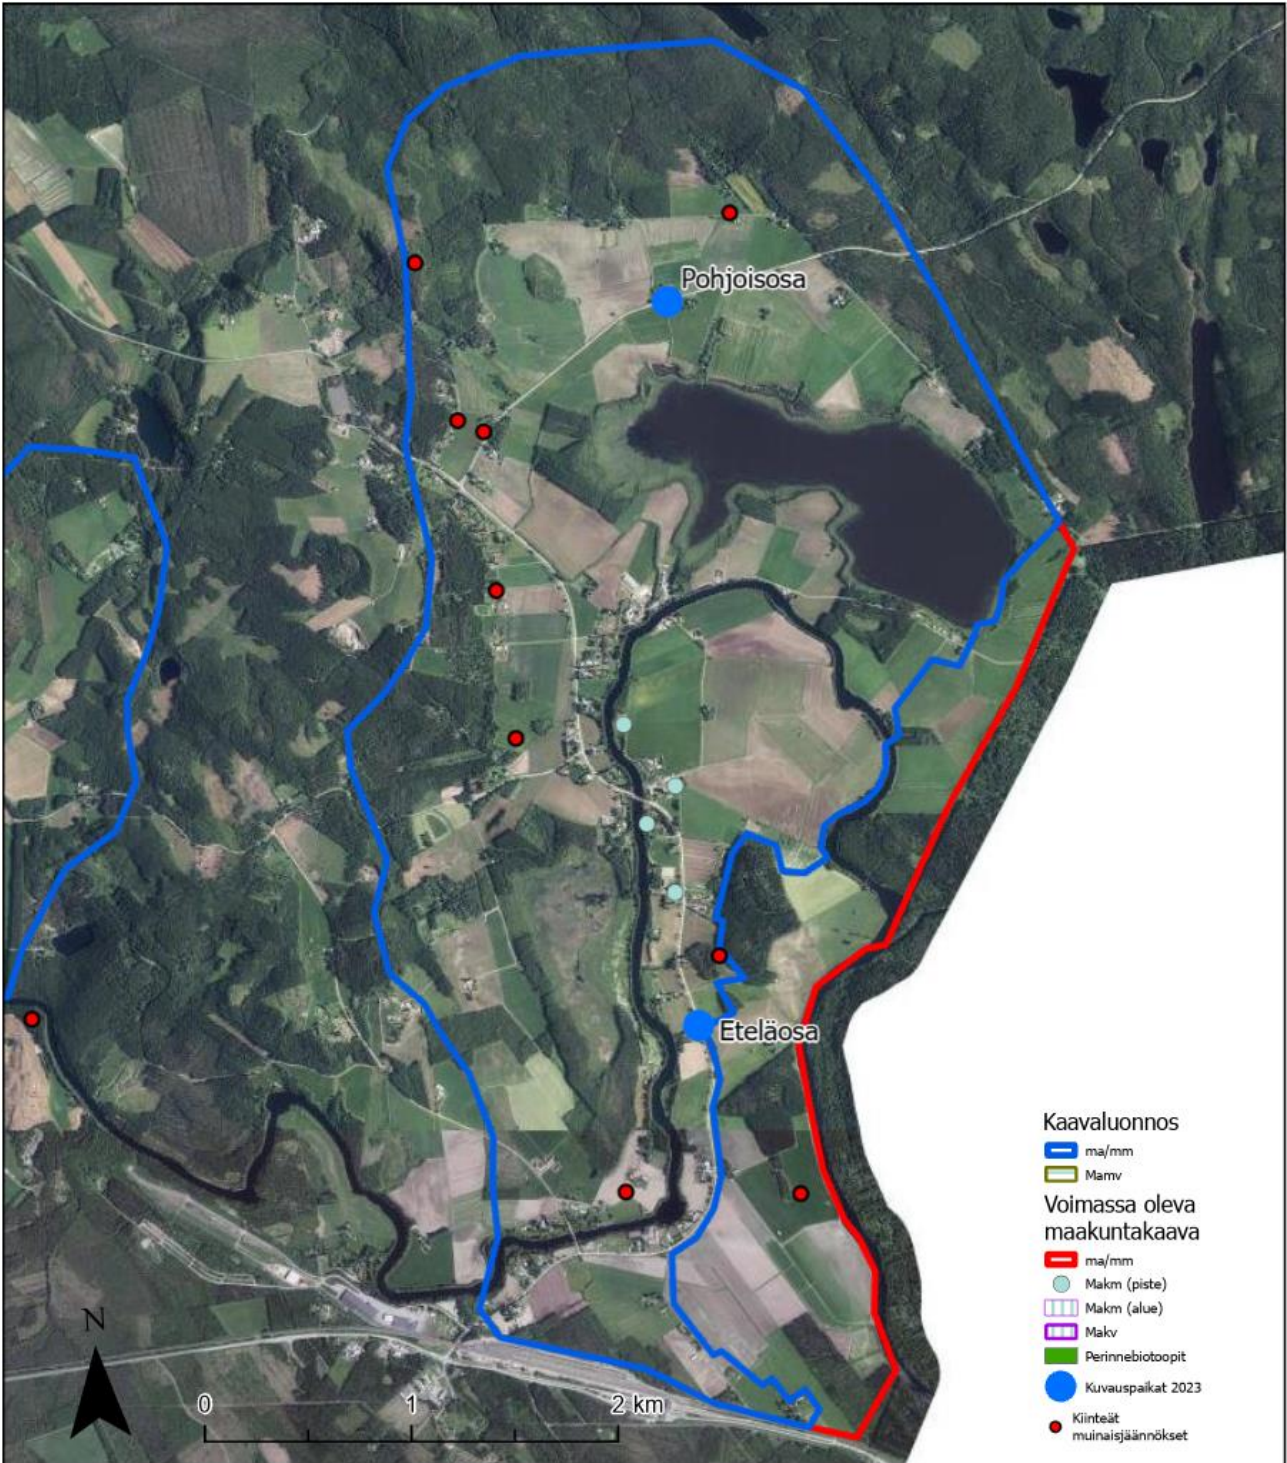 Pohjoisosa
Eteläosa
N
0 1 2 km
Kaavaluonnos
ma/mm
Mamv
Voimassa oleva
maakuntakaava
ma/mm
Makm (piste)
Makm (alue)
Makv
Perinnebiotoopit
Kuvauspaikat 2023
Kiinteät
muinaisjäännökset